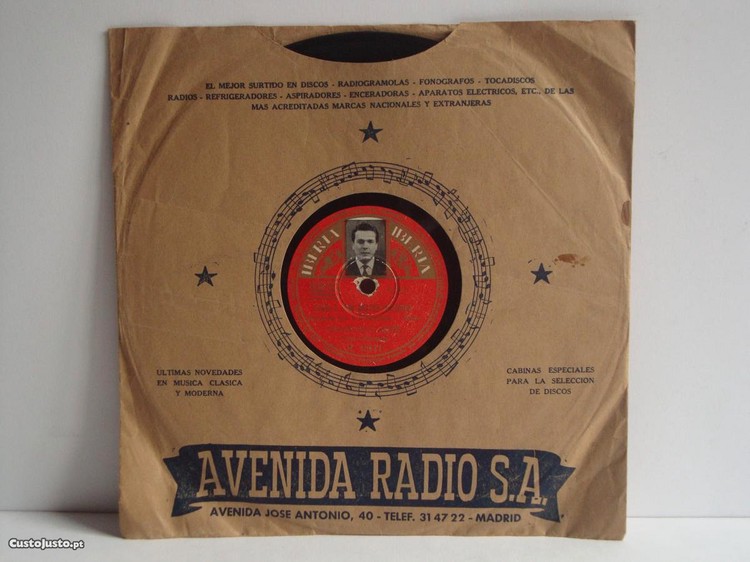 EL MEJOR SURTIDO EN DISCOS - RADIOGRAMOLAS - FONOGRAFOS - TOCADISCOS
RADIOS - REFRIGERADORES - ASPIRADORES - ENCERADORAS - APARATOS ELECTRICOS, ETC., DE LAS
MAS ACREDITADAS MARCAS NACIONALES Y EXTRANJERAS
IBERIA IBERIA
ULTIMAS NOVEDADES
EN MUSICA CLASICA
Y MODERNA
CABINAS ESPECIALES
PARA LA SELECCION
DE DISCOS
AVENIDA RADIO S.A.
AVENIDA JOSE ANTONIO, 40 - TELEF. 31 47 22 - MADRID
CustoJusto.pt